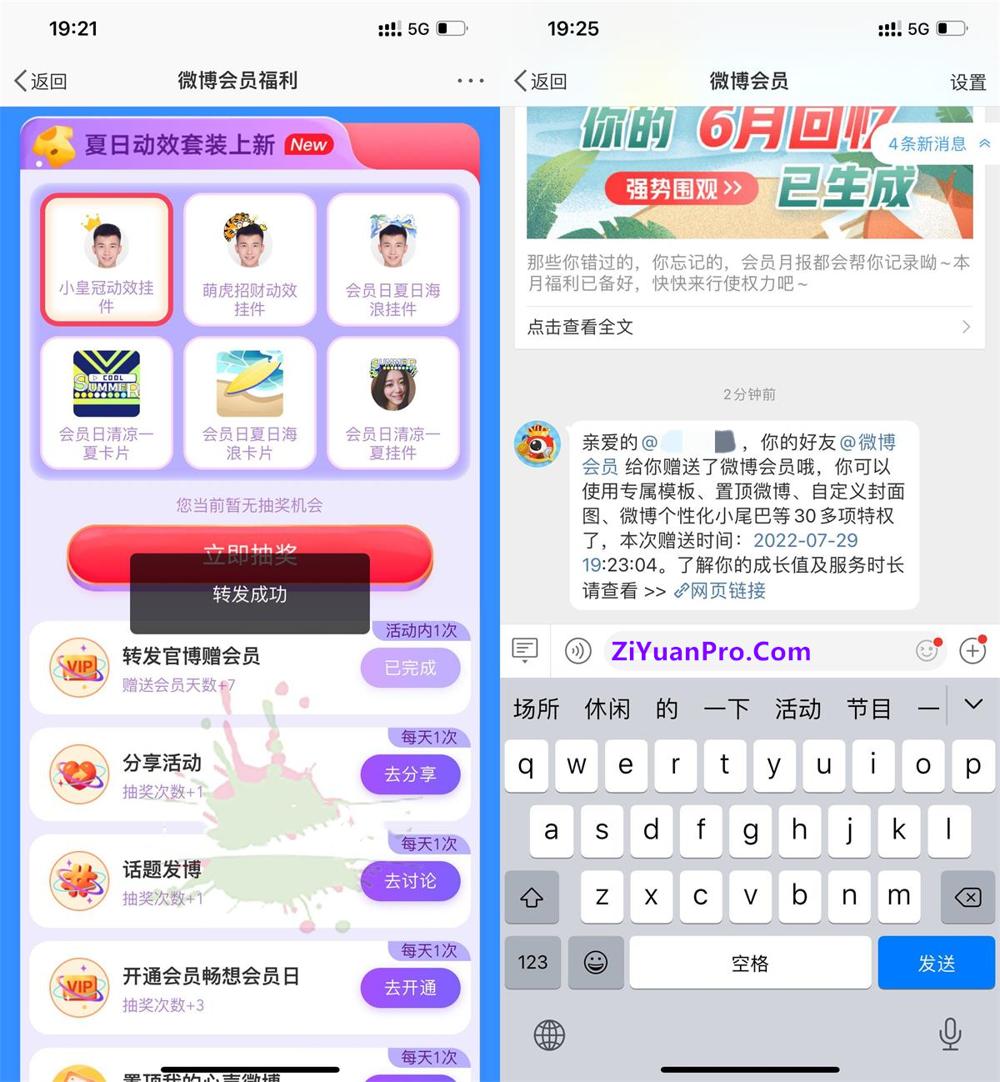 19:21
5G
返回
微博会员福利
夏日动效套装上新 New
小皇冠动效挂
件
萌虎招财动效
挂件
会员日夏日海
浪挂件
COOL
SUMMER
会员日清凉一
夏卡片
会员日夏日海
浪卡片
SUMMER
会员日清凉一
夏挂件
您当前暂无抽奖机会
立即抽奖
转发成功
活动内1次
VIP
转发官博赠会员
赠送会员天数+7
已完成
每天1次
分享活动
抽奖次数+1
去分享
每天1次
话题发博
抽奖次数+1
去讨论
每天1次
VIP
开通会员畅想会员日
抽奖次数+3
去开通
每天1次
置顶我的心声微博
19:25
5G
返回
微博会员
设置
你的 6月回忆
4条新消息
强势围观>>
已生成
那些你错过的，你忘记的，会员月报都会帮你记录呦~本
月福利已备好，快快来行使权力吧~
点击查看全文
2分钟前
亲爱的@ ，你的好友@微博
会员 给你赠送了微博会员哦，你可以
使用专属模板、置顶微博、自定义封面
图、微博个性化小尾巴等30多项特权
了，本次赠送时间：2022-07-29
19:23:04。了解你的成长值及服务时长
请查看 >> 网页链接
ZiYuanPro.Com
场所 休闲 的 一下 活动 节目 一
q w e r t y u i o p
a s d f g h j k l
z x c v b n m
123
空格
发送